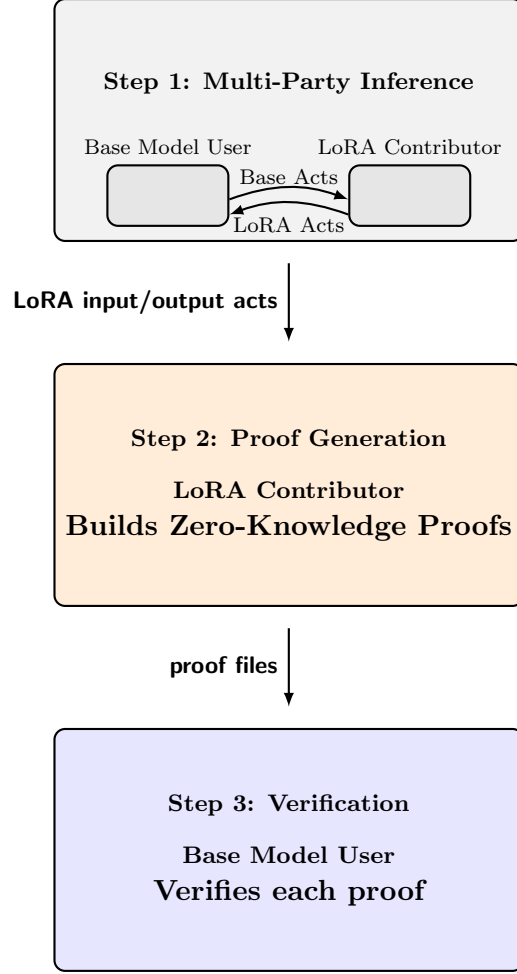 Step 1: Multi-Party Inference
Base Model User
LoRA Contributor
Base Acts
LoRA Acts
LoRA input/output acts
Step 2: Proof Generation
LoRA Contributor
Builds Zero-Knowledge Proofs
proof files
Step 3: Verification
Base Model User
Verifies each proof